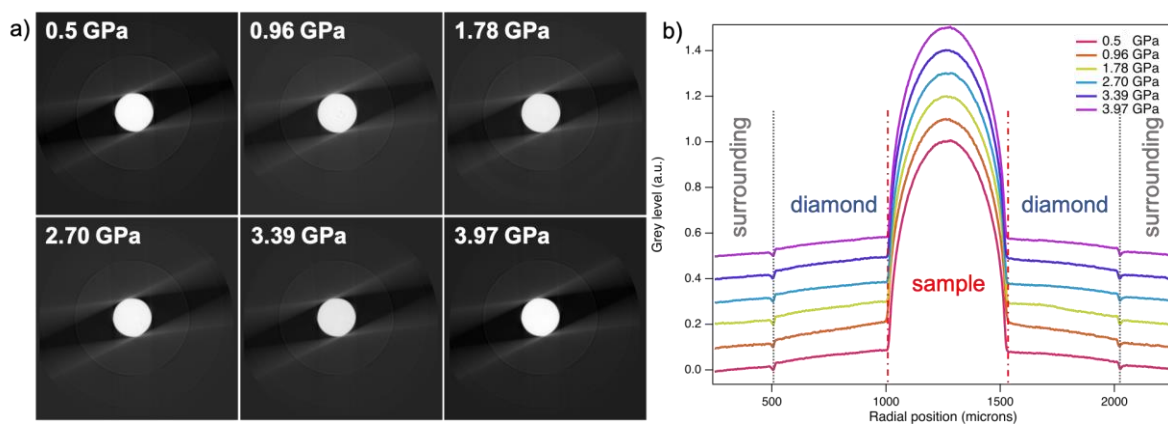 a)
0.5 GPa
0.96 GPa
1.78 GPa
2.70 GPa
3.39 GPa
3.97 GPa
b)
Grey level (a.u.)
1.4
1.2
1.0
0.8
0.6
0.4
0.2
0.0
0.5 GPa
0.96 GPa
1.78 GPa
2.70 GPa
3.39 GPa
3.97 GPa
surrounding
diamond
sample
diamond
surrounding
500
1000
1500
2000
Radial position (microns)